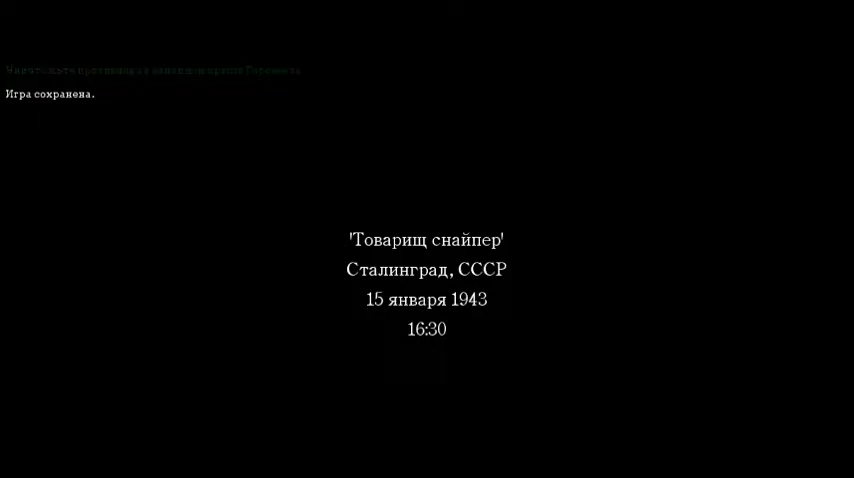 Игра сохранена.
'Товарищ снайпер'
Сталинград, СССР
15 января 1943
16:30